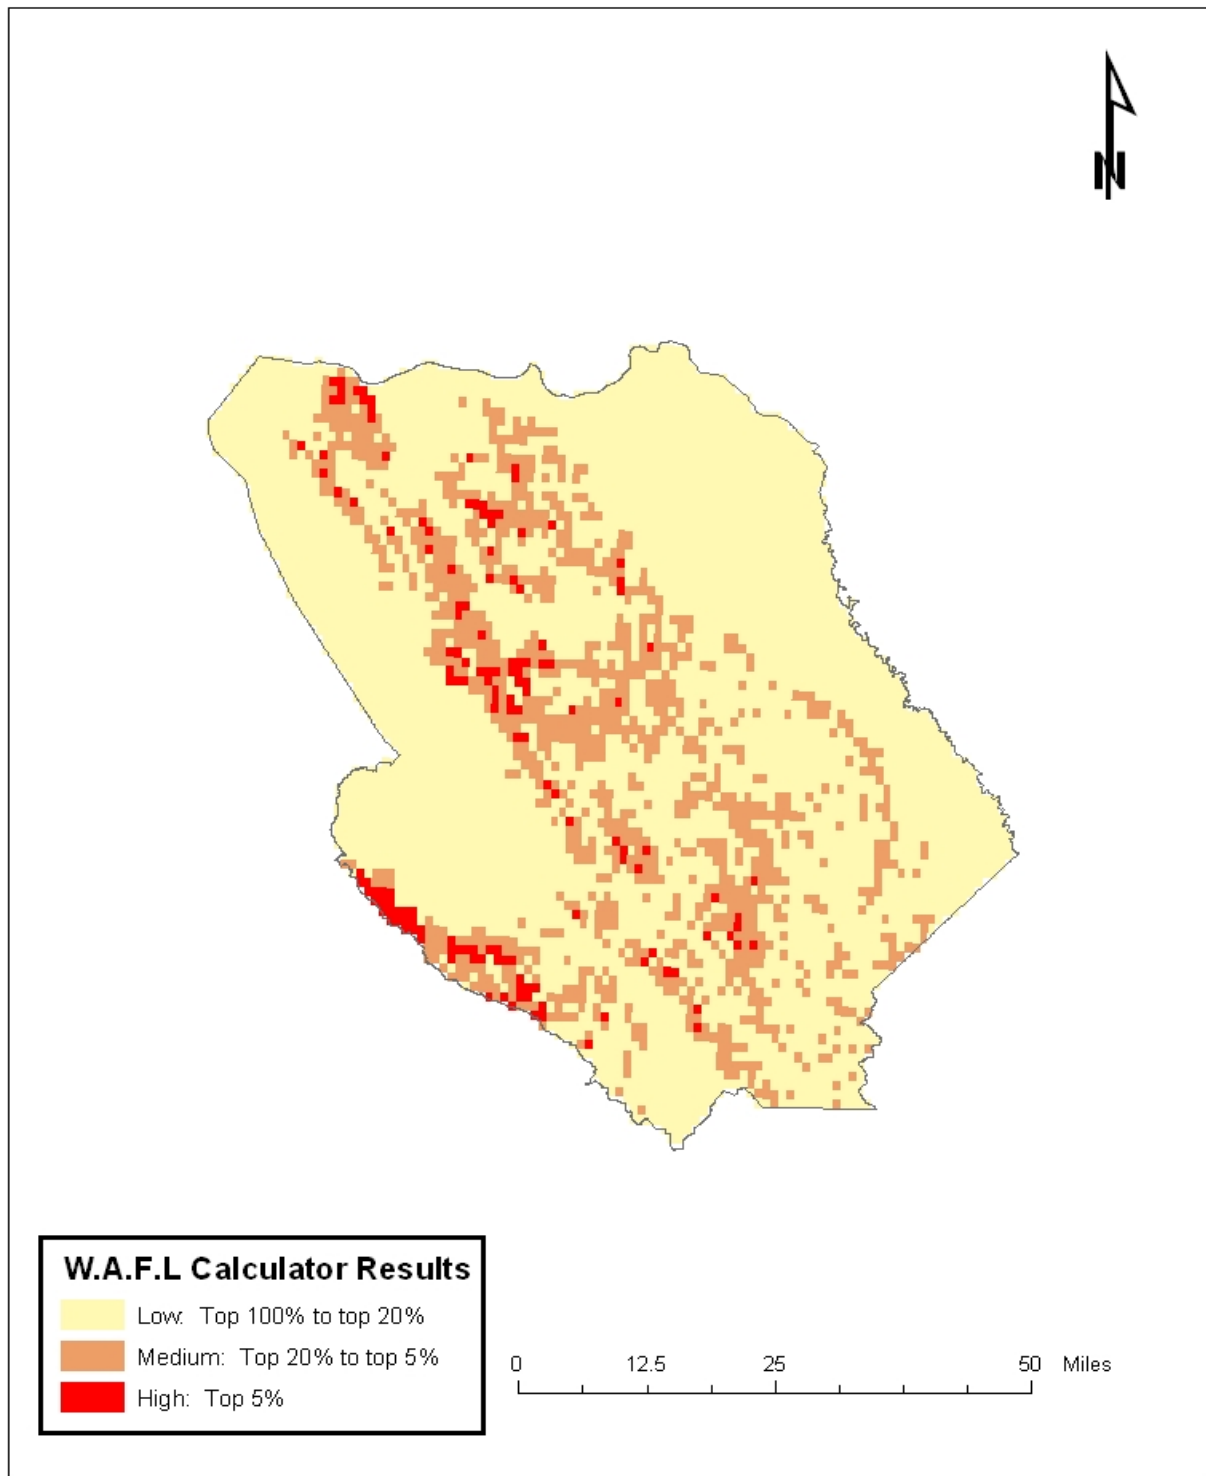 N
W.A.F.L Calculator Results
Low: Top 100% to top 20%
Medium: Top 20% to top 5%
High: Top 5%
0 12.5 25 50 Miles